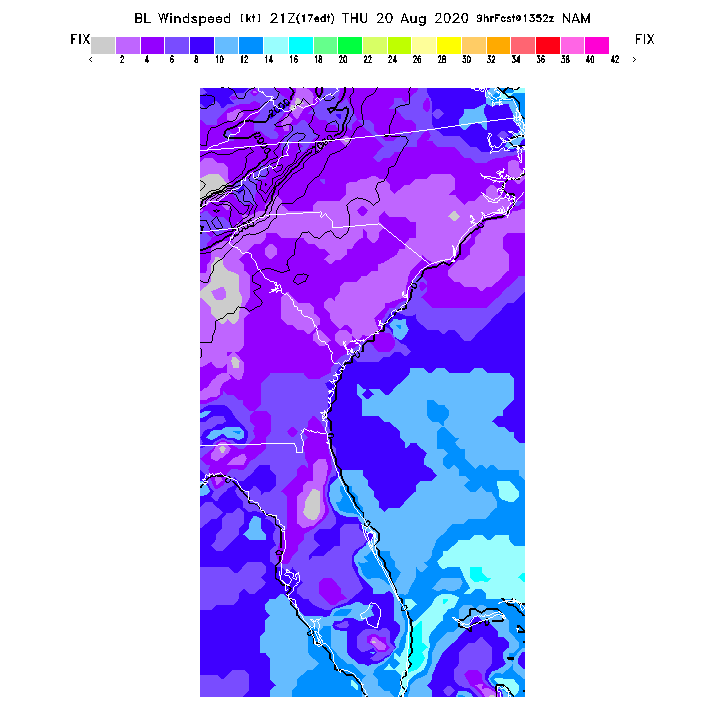 BL Windspeed [kt] 21Z(17edt) THU 20 Aug 2020 9hrFcst@1352z NAM
FIX FIX
< 2 4 6 8 10 12 14 16 18 20 22 24 26 28 30 32 34 36 38 40 42 >